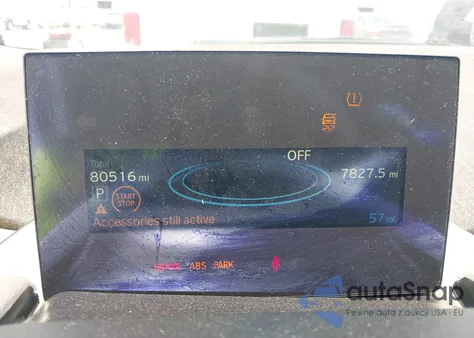 OFF
Total
80516 mi
7827.5 mi
P
START
STOP
Accessories still active
57 mi
ABS PARK
autoSnap
Pewne auta z aukcji USA - EU